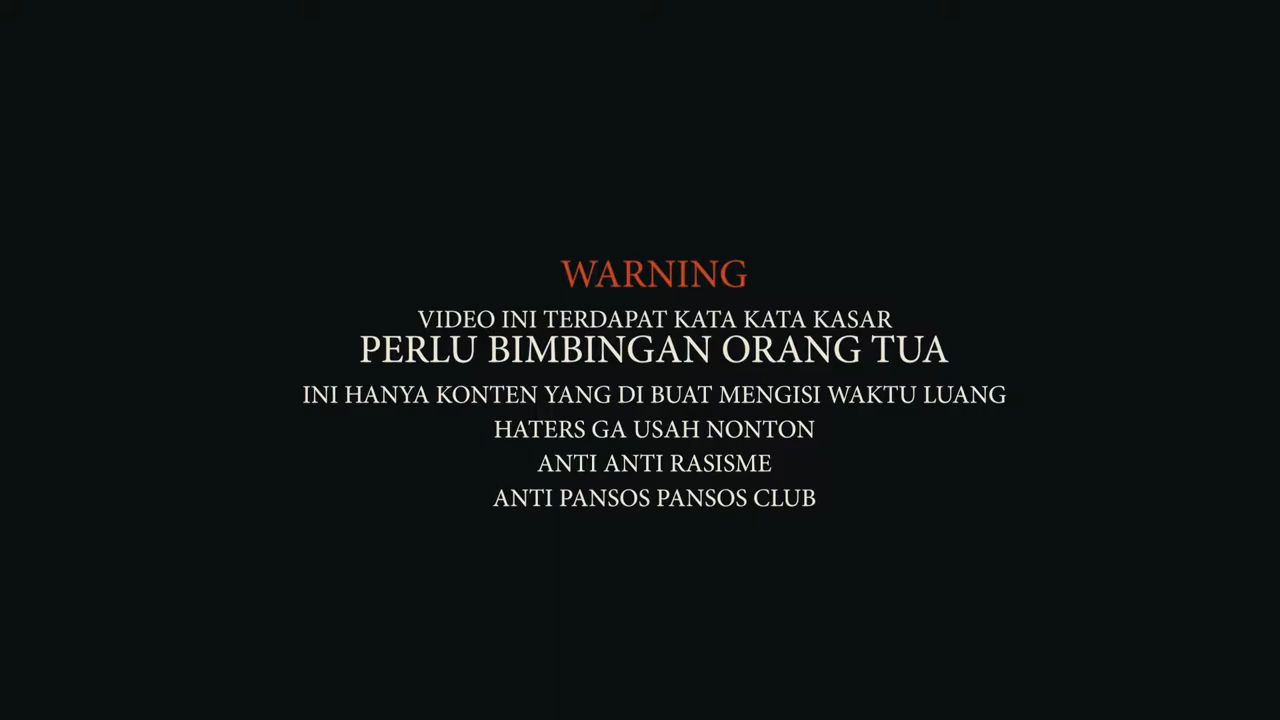 WARNING
VIDEO INI TERDAPAT KATA KATA KASAR
PERLU BIMBINGAN ORANG TUA
INI HANYA KONTEN YANG DI BUAT MENGISI WAKTU LUANG
HATERS GA USAH NONTON
ANTI ANTI RASISME
ANTI PANSOS PANSOS CLUB